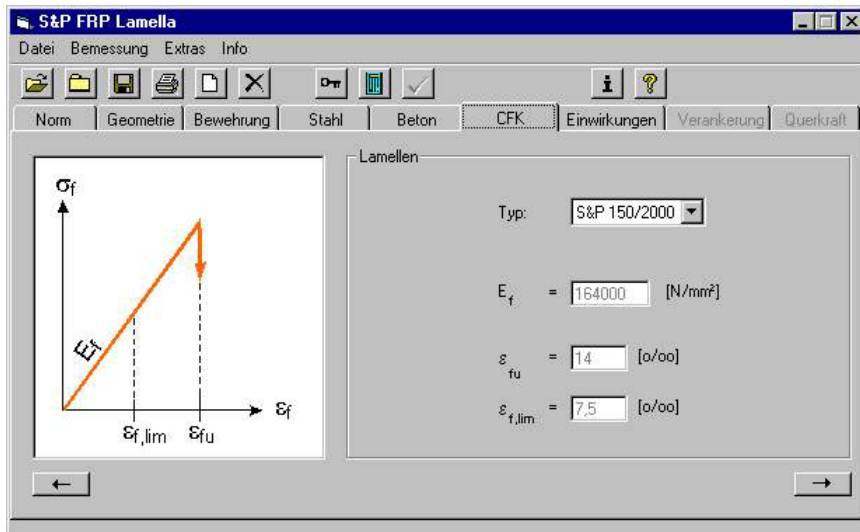 S&P FRP Lamella
Datei Bemessung Extras Info
Norm Geometrie Bewehrung Stahl Beton CFK Einwirkungen Verankerung Querkraft
Lamellen
σf
Ef
εf
εf,lim εfu
Typ: S&P 150/2000
Ef = 164000 [N/mm²]
εfu = 14 [o/oo]
εf,lim = 7,5 [o/oo]